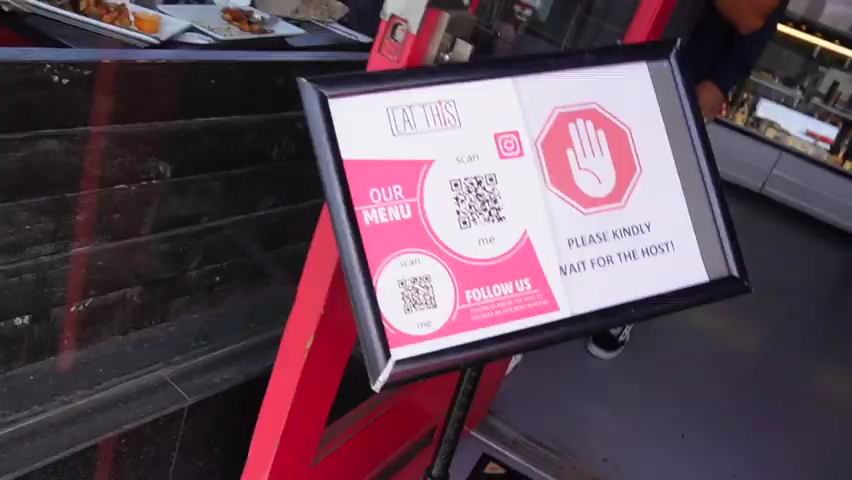 EAT THIS
scan
OUR
MENU
me
scan
me
FOLLOW US
PLEASE KINDLY
WAIT FOR THE HOST!